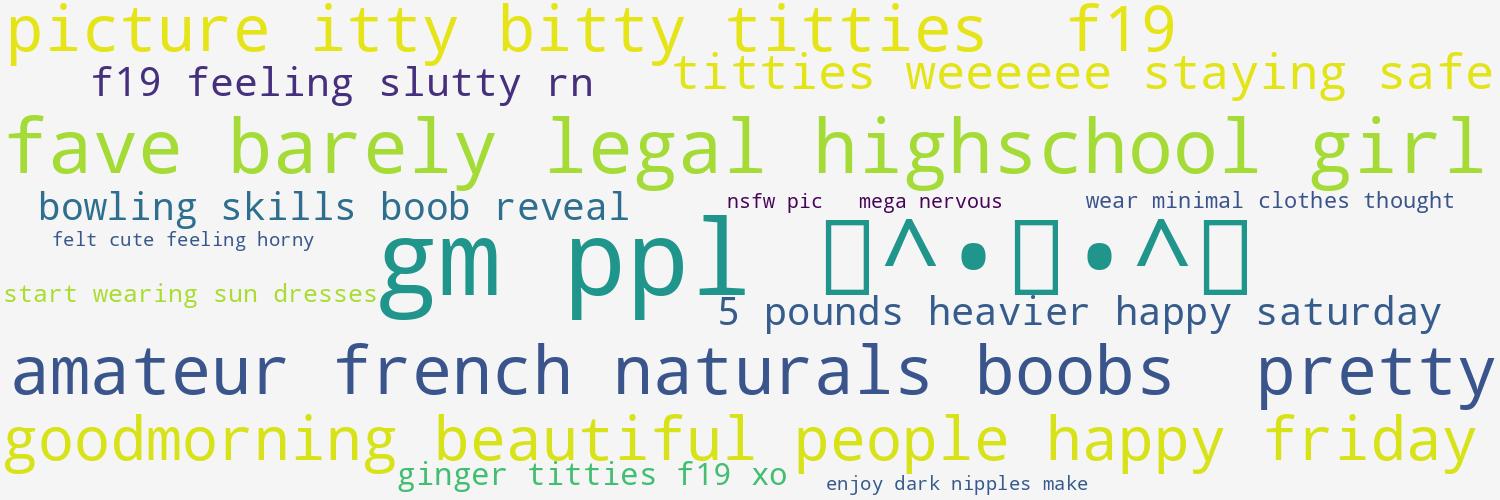 picture itty bitty titties f19
f19 feeling slutty rn
titties weeeeee staying safe
fave barely legal highschool girl
bowling skills boob reveal
nsfw pic mega nervous
wear minimal clothes thought
felt cute feeling horny
gm ppl ▯^•▯•^▯
start wearing sun dresses
5 pounds heavier happy saturday
amateur french naturals boobs pretty
goodmorning beautiful people happy friday
ginger titties f19 xo
enjoy dark nipples make